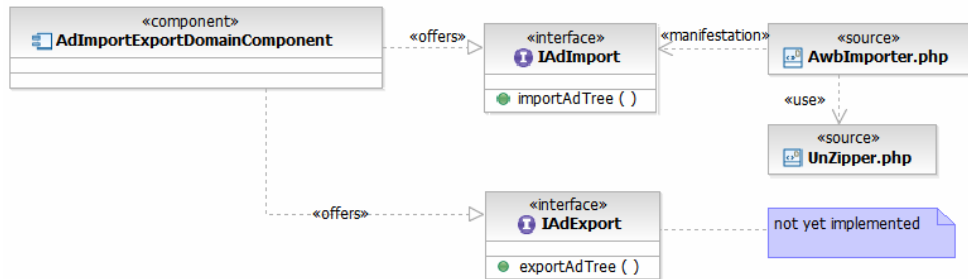 «component»
AdImportExportDomainComponent
«offers»
«interface»
IAdImport
importAdTree ( )
«manifestation»
«source»
AwbImporter.php
«use»
«source»
UnZipper.php
«offers»
«interface»
IAdExport
exportAdTree ( )
not yet implemented